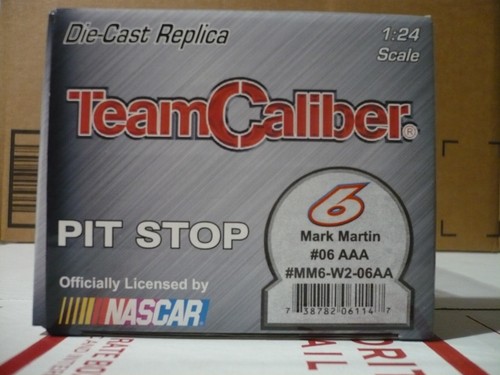 Die-Cast Replica
1:24
Scale
TeamCaliber®
6
PIT STOP
Mark Martin
#06 AAA
#MM6-W2-06AA
Officially Licensed by
NASCAR
7 38782 06114 7